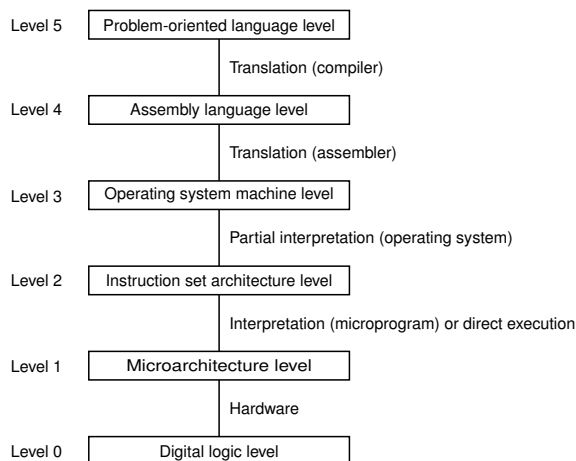 Level 5 Problem-oriented language level
Translation (compiler)
Level 4 Assembly language level
Translation (assembler)
Level 3 Operating system machine level
Partial interpretation (operating system)
Level 2 Instruction set architecture level
Interpretation (microprogram) or direct execution
Level 1 Microarchitecture level
Hardware
Level 0 Digital logic level